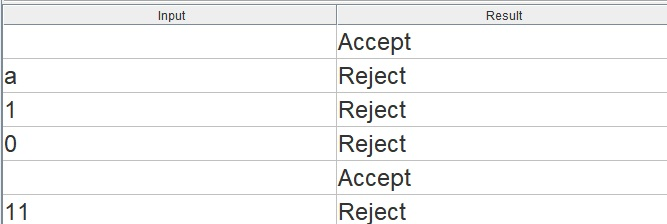 Input Result
Accept
a Reject
1 Reject
0 Reject
Accept
11 Reject